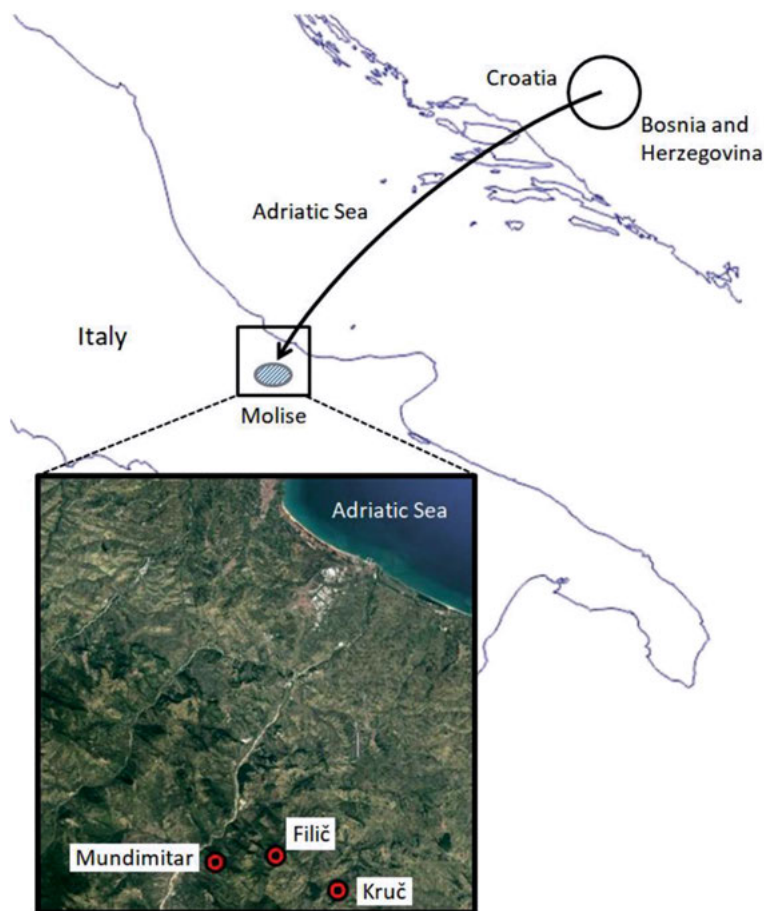 Croatia
Bosnia and
Herzegovina
Adriatic Sea
Italy
Molise
Adriatic Sea
Filič
Mundimitar
Kruč